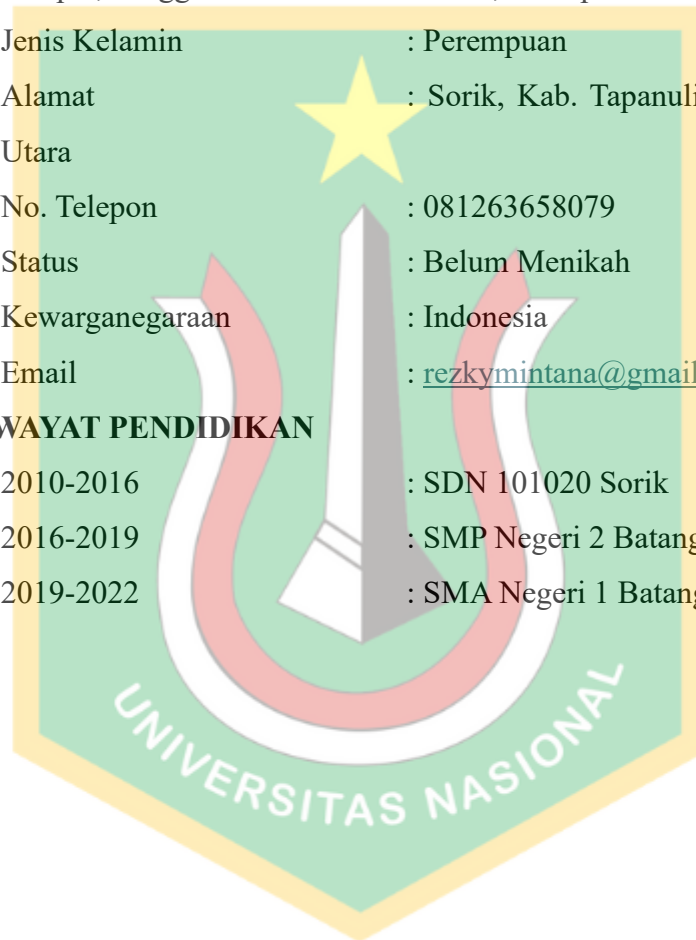 Jenis Kelamin : Perempuan
Alamat : Sorik, Kab. Tapanuli
Utara
No. Telepon : 081263658079
Status : Belum Menikah
Kewarganegaraan : Indonesia
Email : rezkymintana@gmail
WAYAT PENDIDIKAN
2010-2016 : SDN 101020 Sorik
2016-2019 : SMP Negeri 2 Batang
2019-2022 : SMA Negeri 1 Batang
UNIVERSITAS NASIONAL